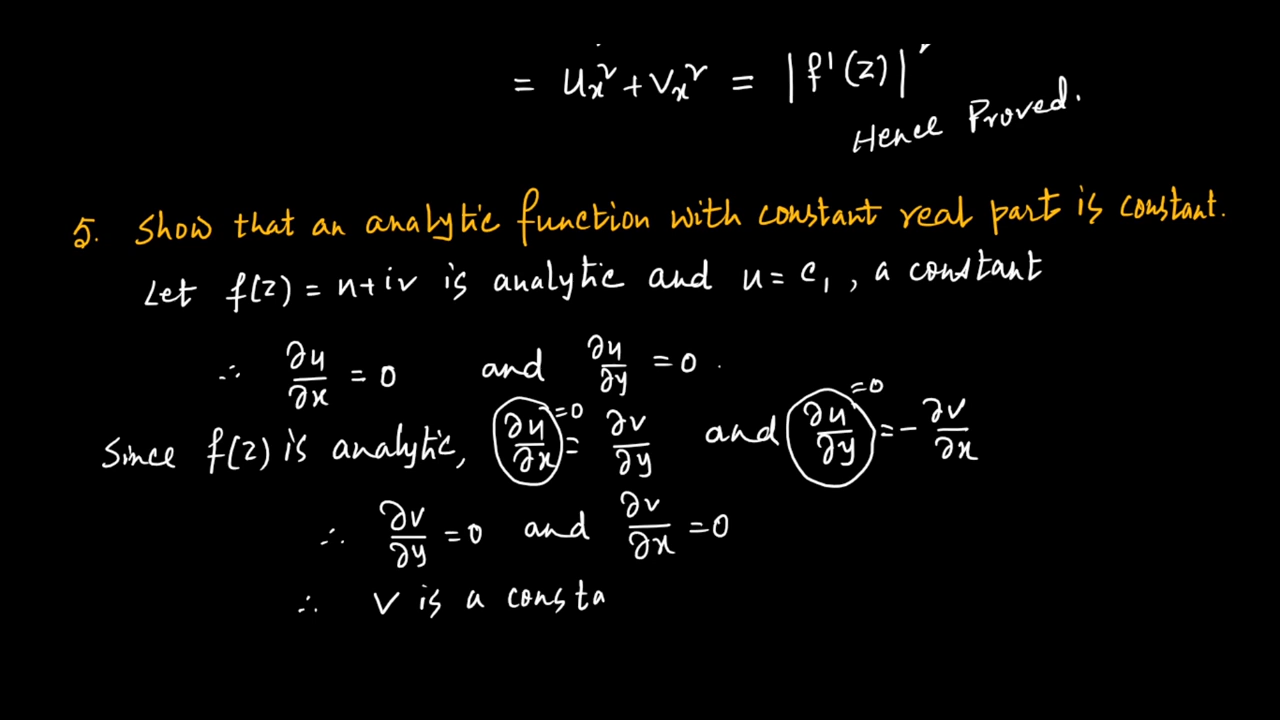 = uₓ² + vₓ² = |f'(z)|²
Hence Proved.
5. Show that an analytic function with constant real part is constant.
Let f(z) = u+iv is analytic and u = c₁, a constant
∴ ∂u/∂x = 0 and ∂u/∂y = 0.
Since f(z) is analytic, ∂u/∂x =0 = ∂v/∂y and ∂u/∂y =0 = -∂v/∂x
∴ ∂v/∂y = 0 and ∂v/∂x = 0
∴ v is a consta